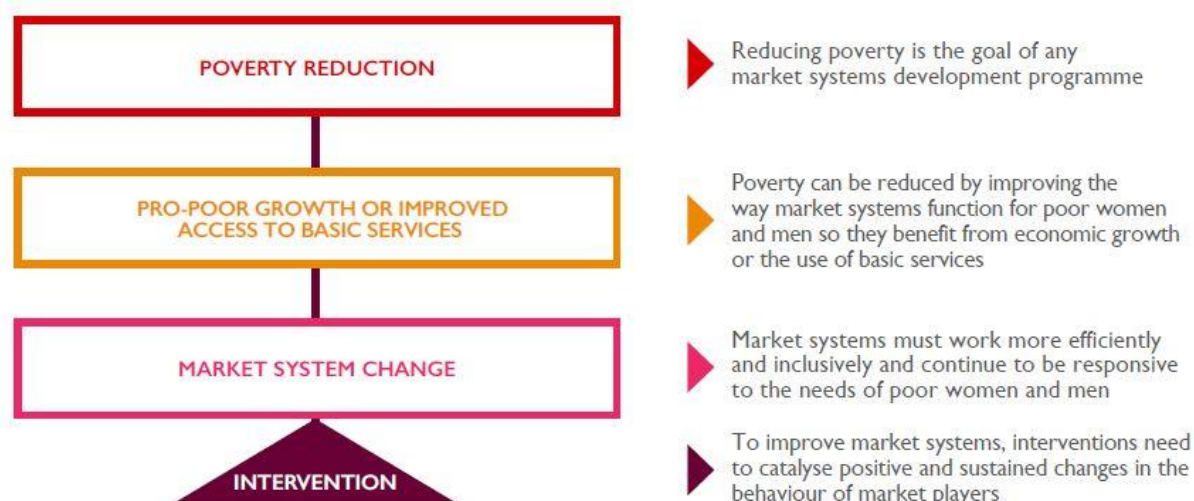 POVERTY REDUCTION
Reducing poverty is the goal of any
market systems development programme
PRO-POOR GROWTH OR IMPROVED
ACCESS TO BASIC SERVICES
Poverty can be reduced by improving the
way market systems function for poor women
and men so they benefit from economic growth
or the use of basic services
MARKET SYSTEM CHANGE
Market systems must work more efficiently
and inclusively and continue to be responsive
to the needs of poor women and men
INTERVENTION
To improve market systems, interventions need
to catalyse positive and sustained changes in the
behaviour of market players